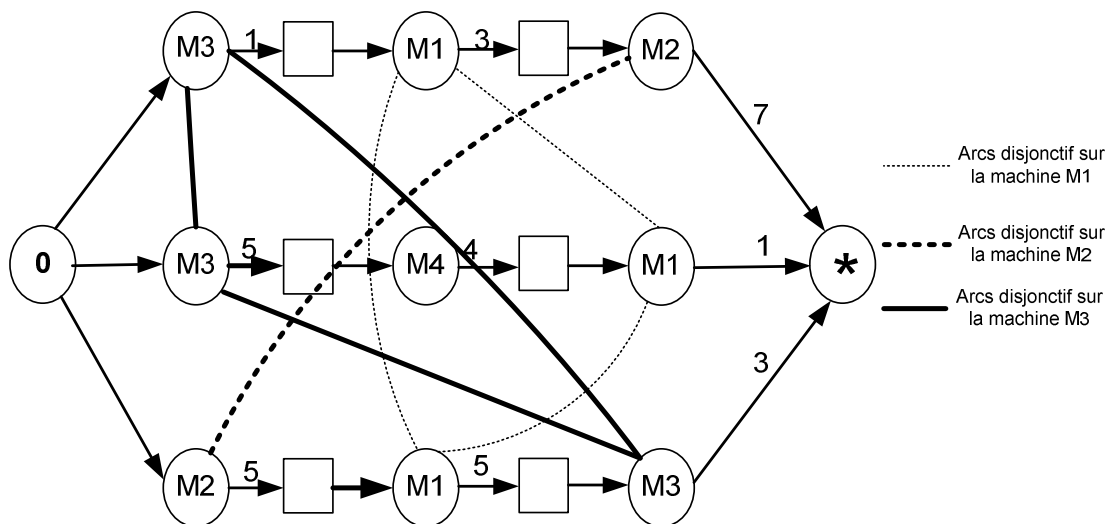 M3 1 M1 3 M2
7
Arcs disjonctif sur
la machine M1
0 M3 5 M4 4 M1 1 *
Arcs disjonctif sur
la machine M2
Arcs disjonctif sur
la machine M3
3
M2 5 M1 5 M3